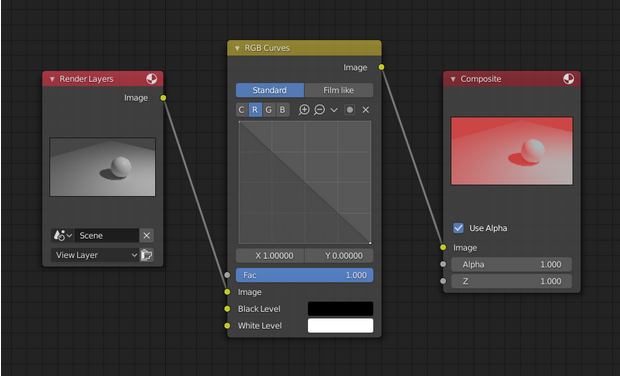 Render Layers
Image
Scene
View Layer
RGB Curves
Image
Standard
Film like
C R G B
X 1.00000
Y 0.00000
Fac 1.000
Image
Black Level
White Level
Composite
Use Alpha
Image
Alpha 1.000
Z 1.000